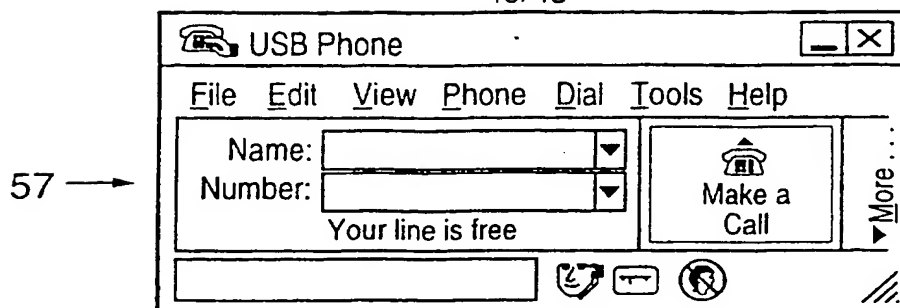 USB Phone
File Edit View Phone Dial Tools Help
Name:
Number:
Your line is free
Make a
Call
More...
57